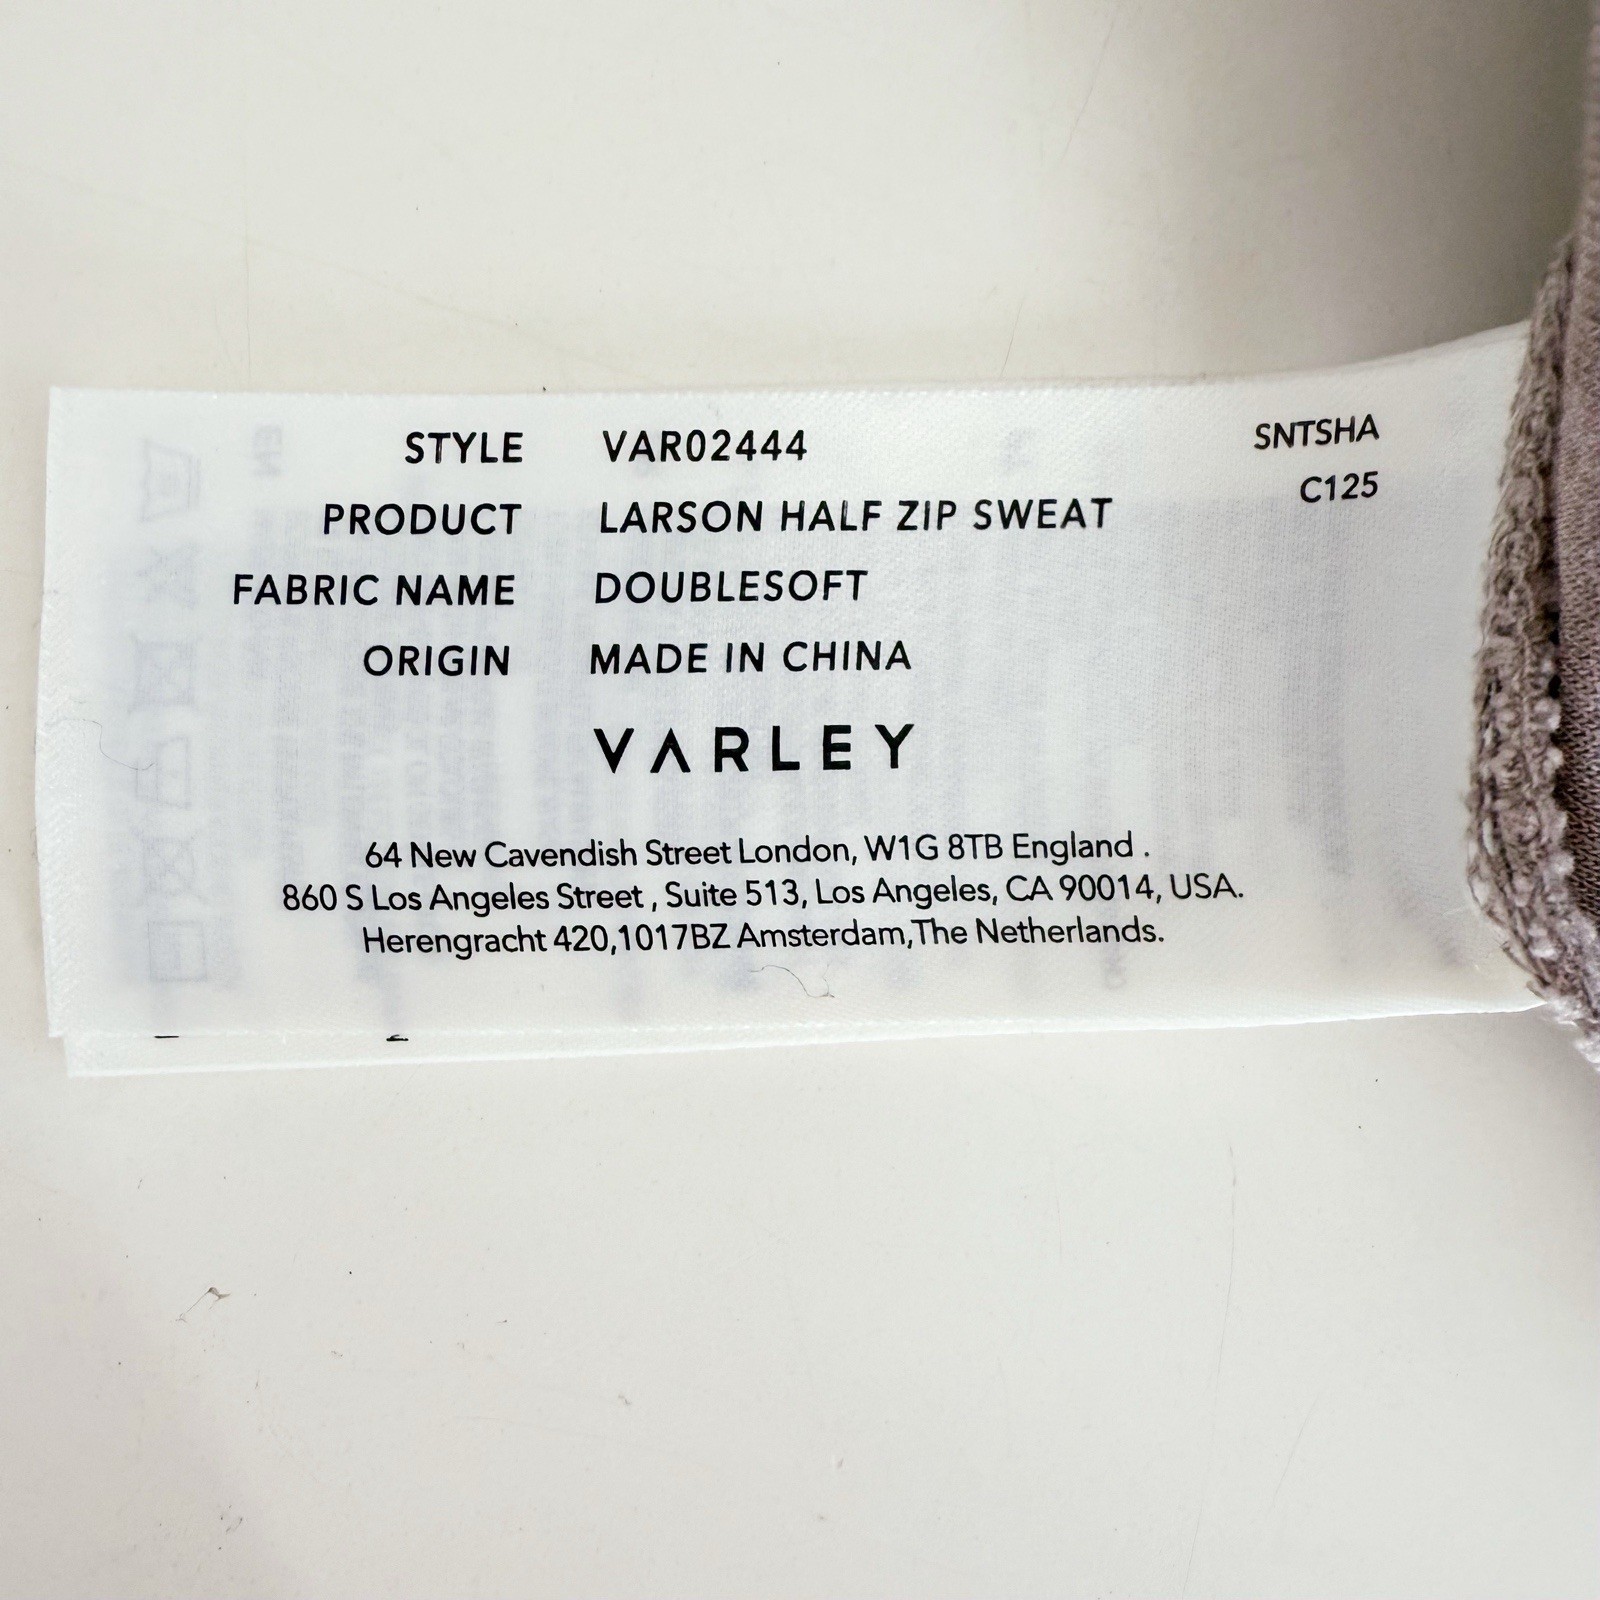 STYLE VAR02444 SNTSHA
PRODUCT LARSON HALF ZIP SWEAT C125
FABRIC NAME DOUBLESOFT
ORIGIN MADE IN CHINA
VARLEY
64 New Cavendish Street London, W1G 8TB England .
860 S Los Angeles Street , Suite 513, Los Angeles, CA 90014, USA.
Herengracht 420,1017BZ Amsterdam,The Netherlands.